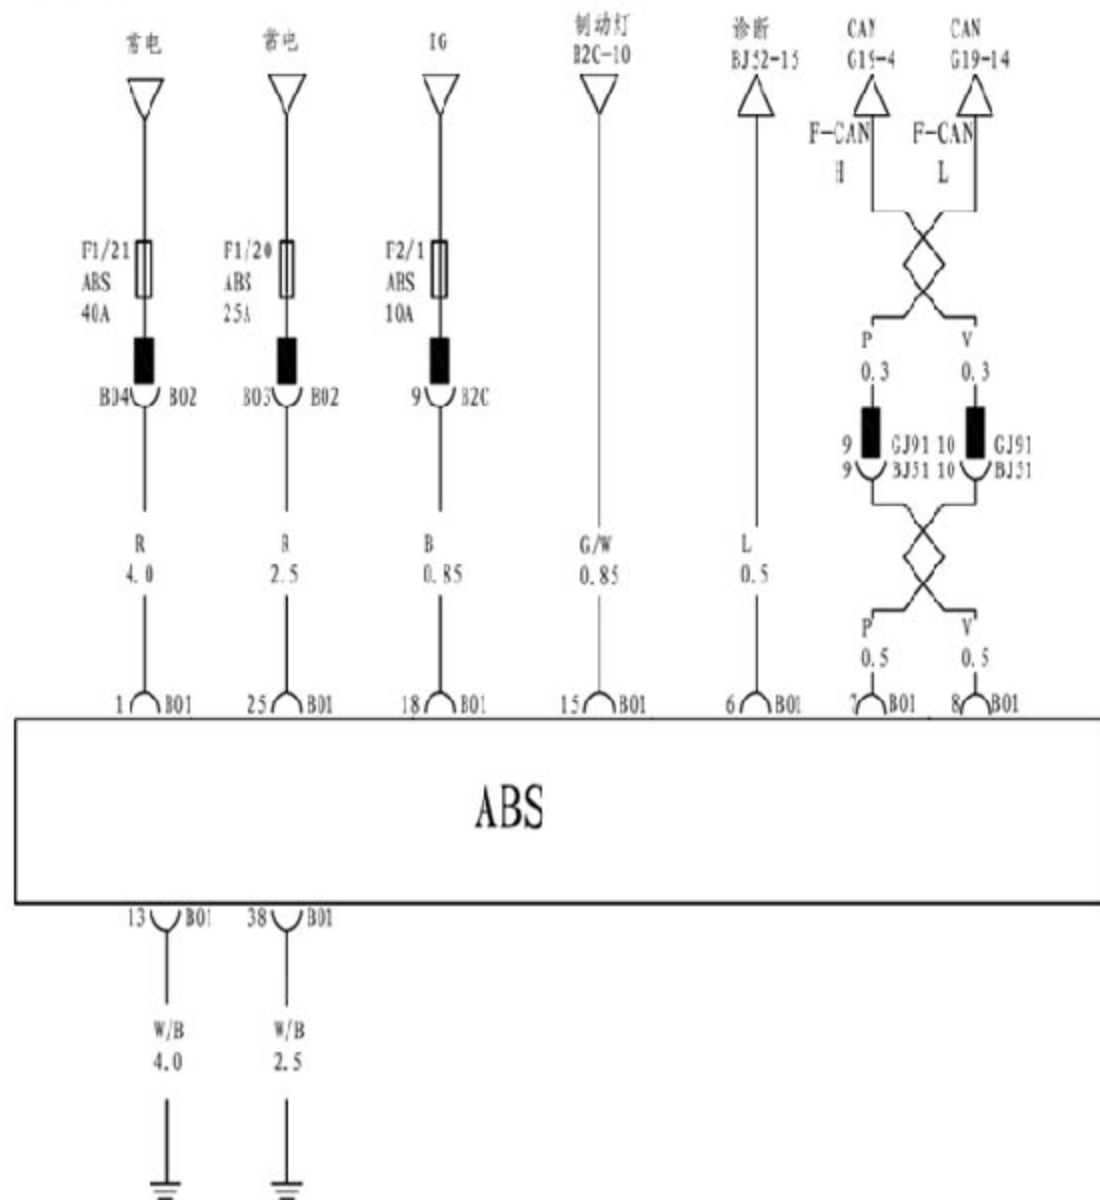 常电
常电
IG
制动灯
B2C-10
诊断
BJ52-15
CAN
G19-4
CAN
G19-14
F-CAN
H
F-CAN
L
F1/21
ABS
40A
F1/20
ABS
25A
F2/1
ABS
10A
B04 B02
B03 B02
9 B2C
P
0.3
V
0.3
9 GJ91
9 BJ51
10 GJ91
10 BJ51
R
4.0
R
2.5
B
0.85
G/W
0.85
L
0.5
P
0.5
V
0.5
1 B01
25 B01
18 B01
15 B01
6 B01
7 B01
8 B01
ABS
13 B01
38 B01
W/B
4.0
W/B
2.5